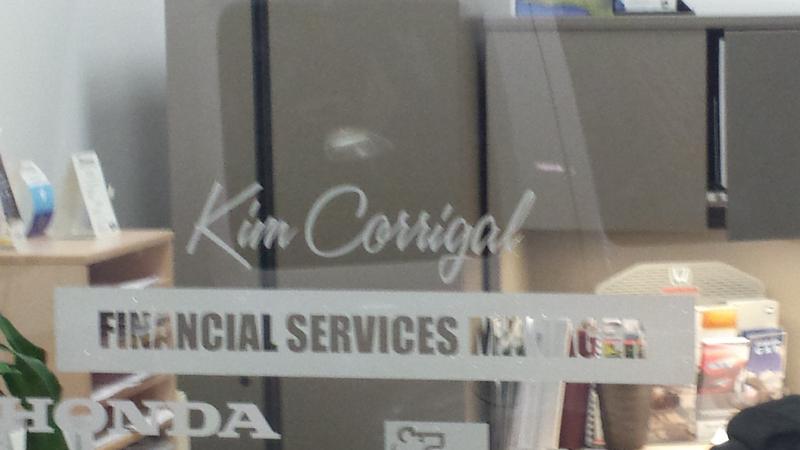 Kim Corrigal
FINANCIAL SERVICES MANAGER
HONDA